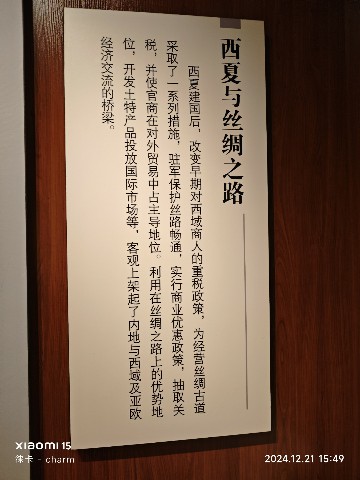 西夏与丝绸之路
西夏建国后，改变早期对西域商人的重税政策，为经营丝绸古道
采取了一系列措施，驻军保护丝路畅通，实行商业优惠政策，抽取关
税，并使官商在对外贸易中占主导地位。利用在丝绸之路上的优势地
位，开发土特产品投放国际市场等，客观上架起了内地与西域及亚欧
经济交流的桥梁。
xiaomi 15
徕卡 - charm
2024.12.21 15:49